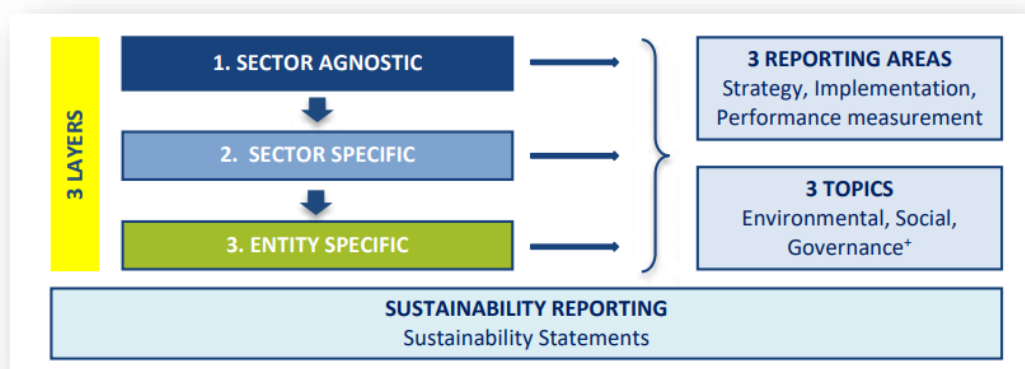 3 LAYERS
1. SECTOR AGNOSTIC
2. SECTOR SPECIFIC
3. ENTITY SPECIFIC
3 REPORTING AREAS
Strategy, Implementation,
Performance measurement
3 TOPICS
Environmental, Social,
Governance⁺
SUSTAINABILITY REPORTING
Sustainability Statements